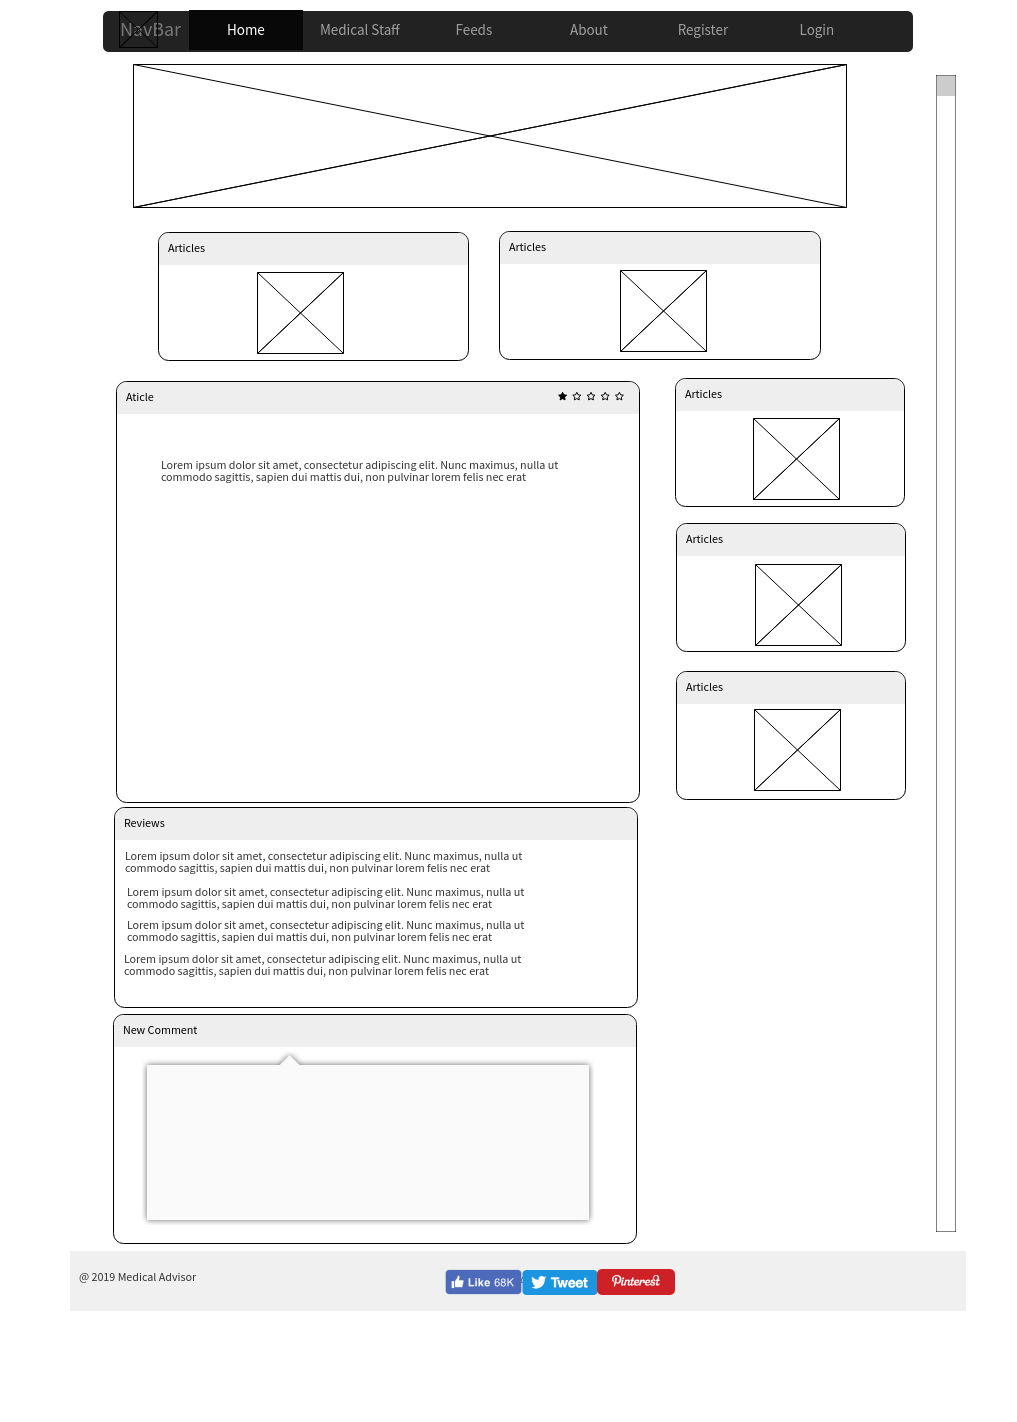 NavBar Home Medical Staff Feeds About Register Login
Articles
Articles
Aticle
Lorem ipsum dolor sit amet, consectetur adipiscing elit. Nunc maximus, nulla ut
commodo sagittis, sapien dui mattis dui, non pulvinar lorem felis nec erat
Articles
Articles
Articles
Reviews
Lorem ipsum dolor sit amet, consectetur adipiscing elit. Nunc maximus, nulla ut
commodo sagittis, sapien dui mattis dui, non pulvinar lorem felis nec erat
Lorem ipsum dolor sit amet, consectetur adipiscing elit. Nunc maximus, nulla ut
commodo sagittis, sapien dui mattis dui, non pulvinar lorem felis nec erat
Lorem ipsum dolor sit amet, consectetur adipiscing elit. Nunc maximus, nulla ut
commodo sagittis, sapien dui mattis dui, non pulvinar lorem felis nec erat
Lorem ipsum dolor sit amet, consectetur adipiscing elit. Nunc maximus, nulla ut
commodo sagittis, sapien dui mattis dui, non pulvinar lorem felis nec erat
New Comment
@ 2019 Medical Advisor
Like 68K Tweet Pinterest